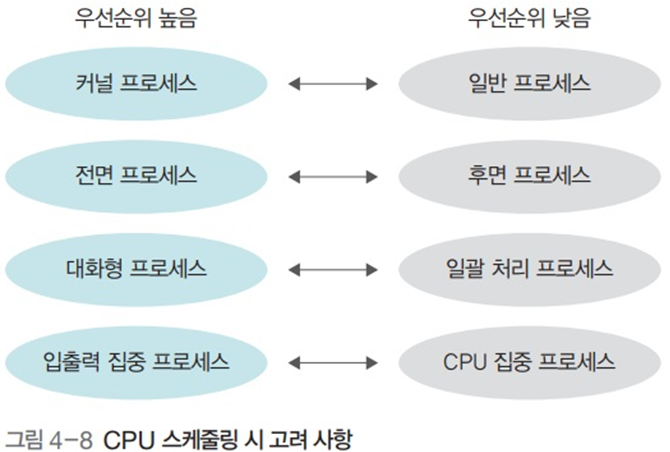 우선순위 높음 우선순위 낮음
커널 프로세스 일반 프로세스
전면 프로세스 후면 프로세스
대화형 프로세스 일괄 처리 프로세스
입출력 집중 프로세스 CPU 집중 프로세스
그림 4-8 CPU 스케줄링 시 고려 사항